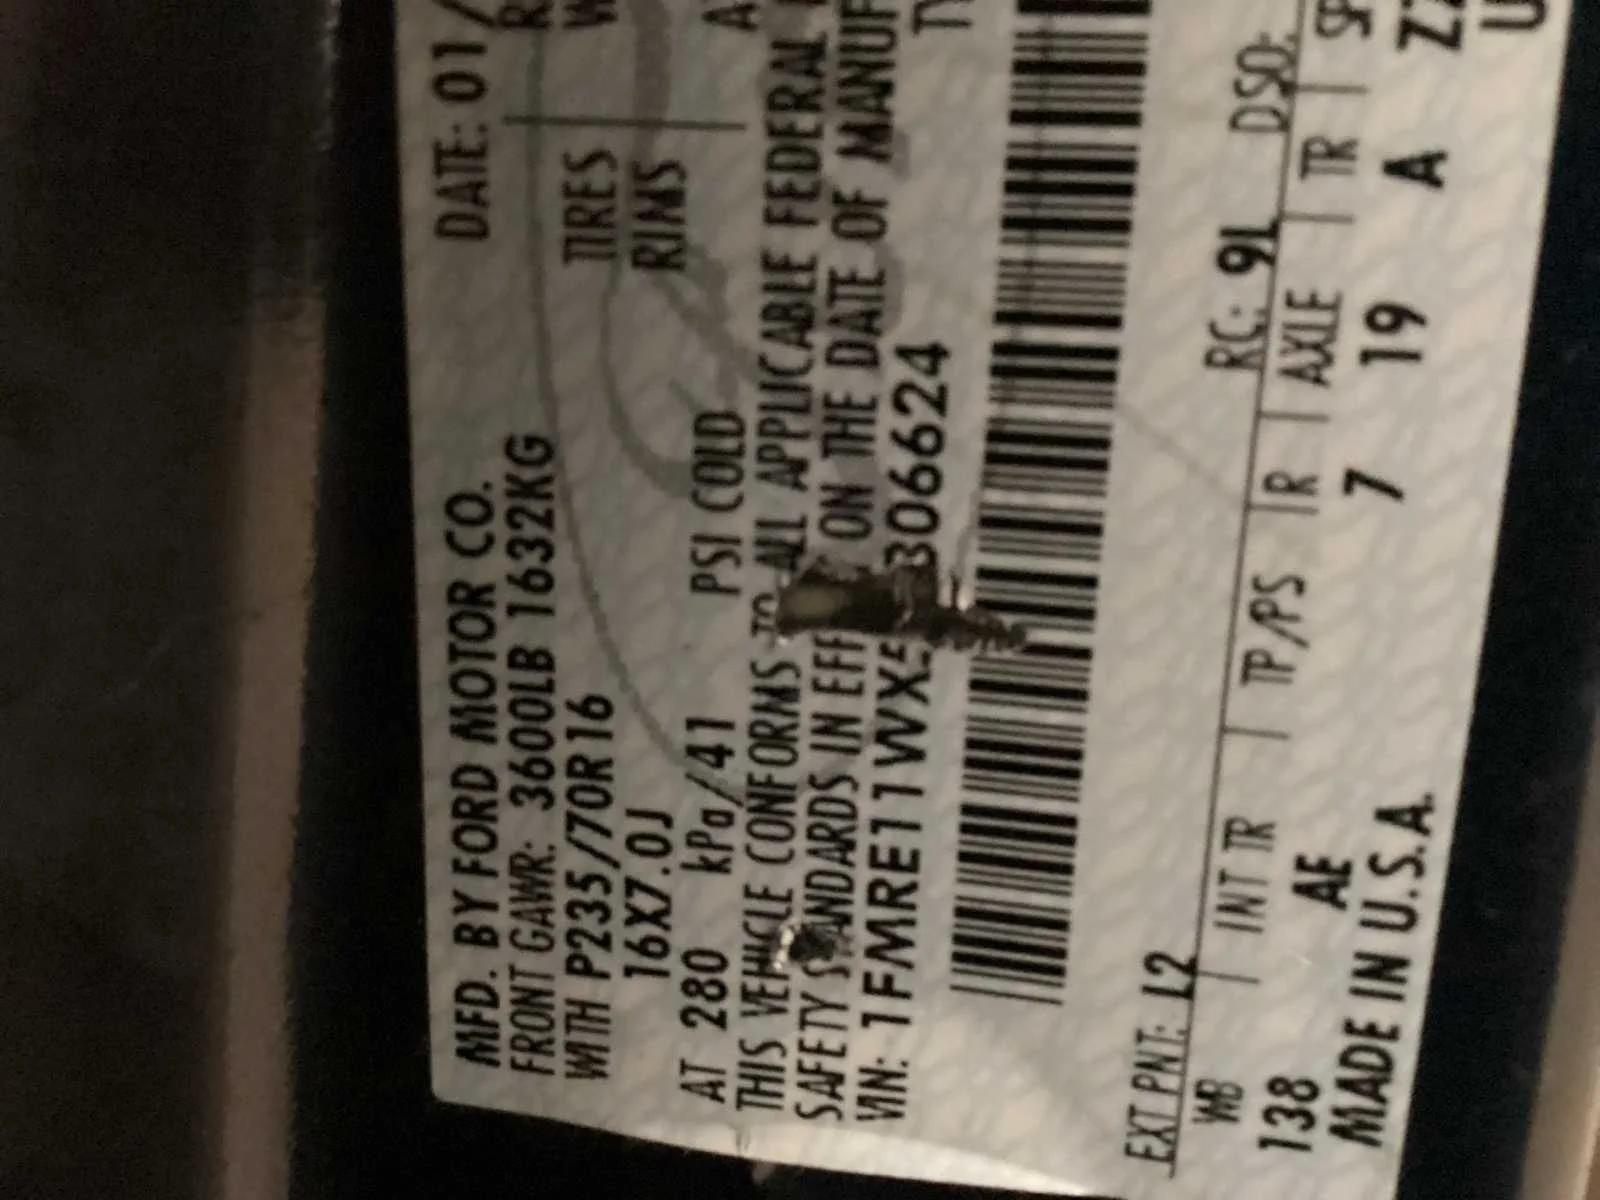 MFD. BY FORD MOTOR CO.
DATE: 01/
FRONT GAWR: 3600LB 1632KG
WITH P235/70R16
TIRES
16X7.0J
RIMS
AT 280 kPa/41 PSI COLD
THIS VEHICLE CONFORMS TO ALL APPLICABLE FEDERAL
SAFETY STANDARDS IN EFF ON THE DATE OF MANUF
VIN: 1FMRE11WX
306624
EXT PNT: L2
RC: 9L DSO:
WB | INT TR | TP/PS | R | AXLE | TR | SP
138 AE 7 19 A ZZ
MADE IN U.S.A.